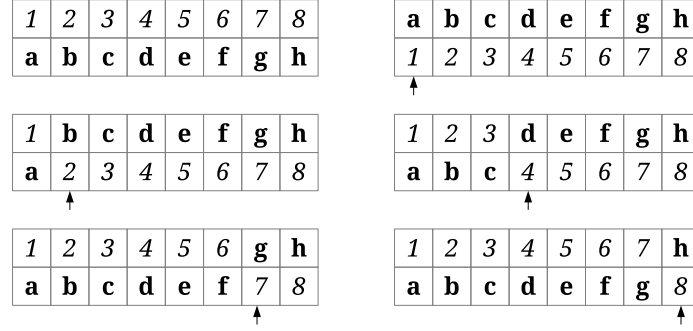 1 2 3 4 5 6 7 8
a b c d e f g h
a b c d e f g h
1 2 3 4 5 6 7 8
1 b c d e f g h
a 2 3 4 5 6 7 8
1 2 3 d e f g h
a b c 4 5 6 7 8
1 2 3 4 5 6 g h
a b c d e f 7 8
1 2 3 4 5 6 7 h
a b c d e f g 8